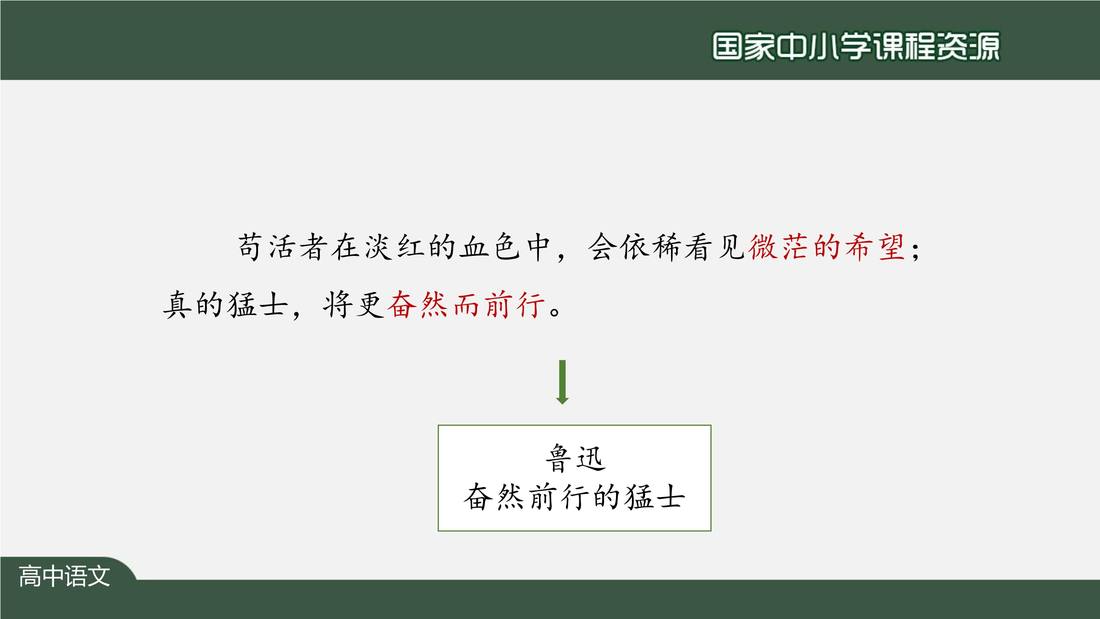 国家中小学课程资源
苟活者在淡红的血色中，会依稀看见微茫的希望；
真的猛士，将更奋然而前行。
鲁迅
奋然前行的猛士
高中语文